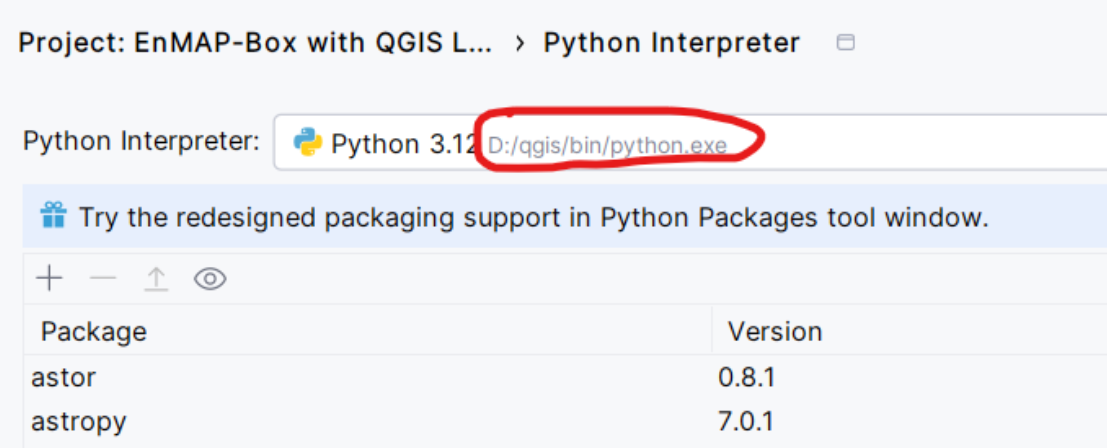 Project: EnMAP-Box with QGIS L... › Python Interpreter
Python Interpreter: Python 3.12 D:/qgis/bin/python.exe
Try the redesigned packaging support in Python Packages tool window.
Package Version
astor 0.8.1
astropy 7.0.1